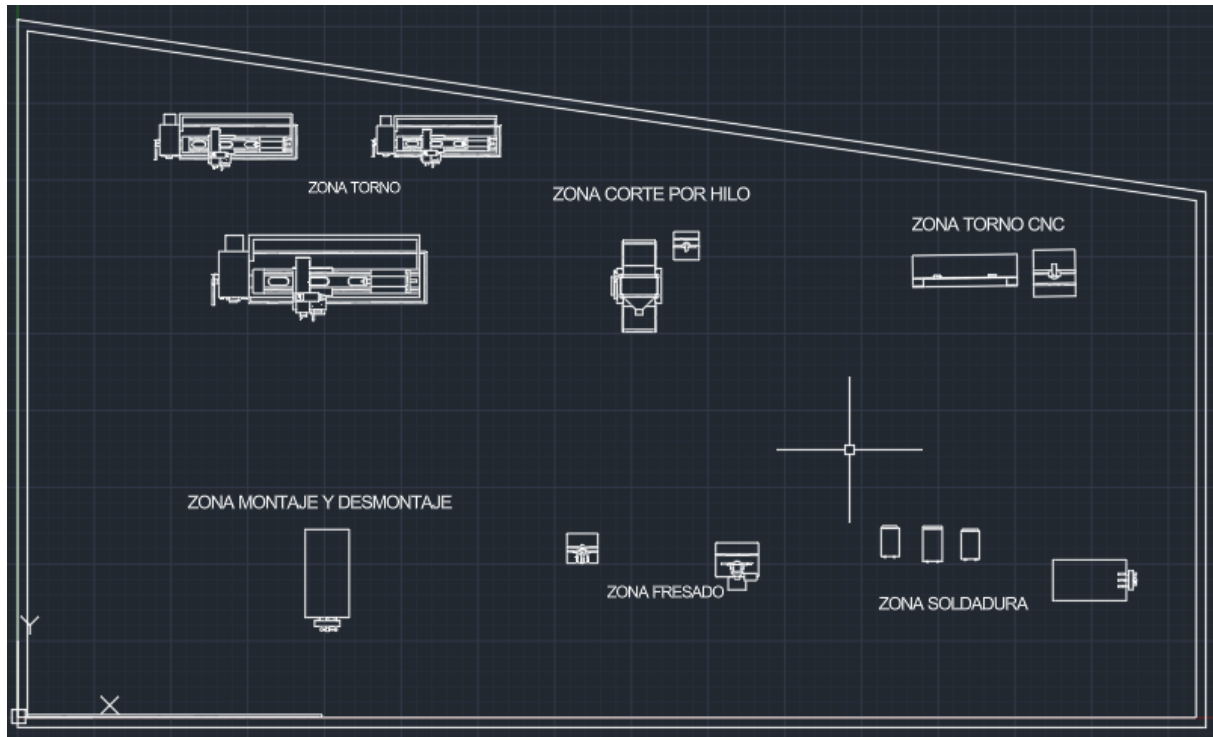 ZONA TORNO
ZONA CORTE POR HILO
ZONA TORNO CNC
ZONA MONTAJE Y DESMONTAJE
ZONA FRESADO
ZONA SOLDADURA
Y
X